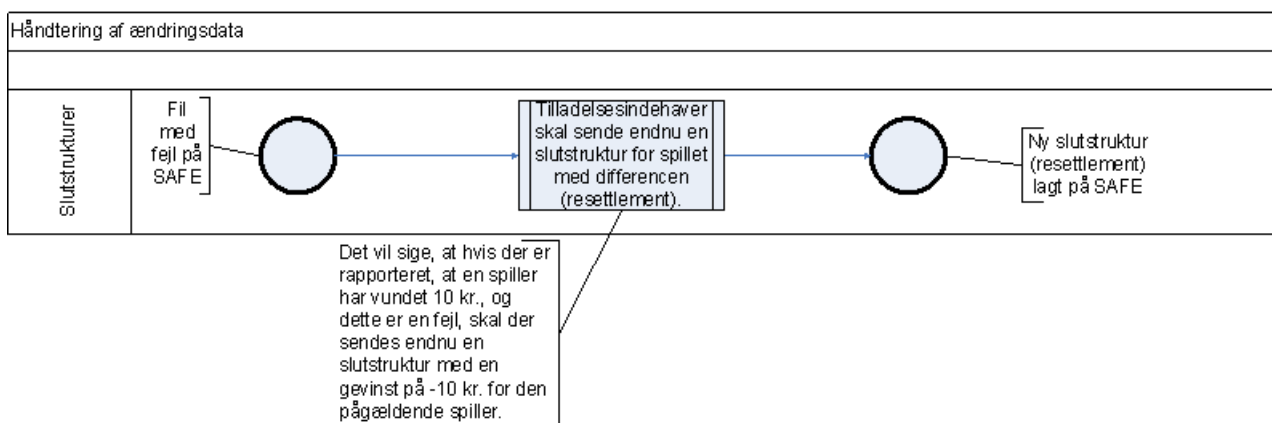 Håndtering af ændringsdata
Slutstrukturer
Fil
med
fejl på
SAFE
Tilladelsesindehaver
skal sende endnu en
slutstruktur for spillet
med differencen
(resettlement).
Ny slutstruktur
(resettlement)
lagt på SAFE
Det vil sige, at hvis der er
rapporteret, at en spiller
har vundet 10 kr., og
dette er en fejl, skal der
sendes endnu en
slutstruktur med en
gevinst på -10 kr. for den
pågældende spiller.